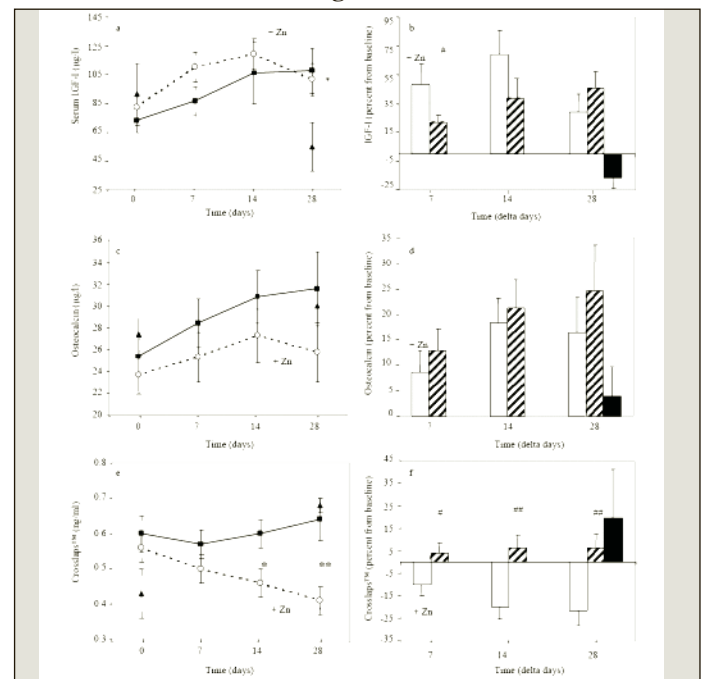 a
– Zn
Serum IGF-I (µg/l)
145
125
105
85
65
45
25
*
0
7
14
28
Time (days)
b
– Zn
a
IGF-I (percent from baseline)
95
75
55
35
15
-5
-25
7
14
28
Time (delta days)
c
Osteocalcin (µg/l)
36
34
32
30
28
26
24
22
20
+ Zn
0
7
14
28
Time (days)
d
– Zn
Osteocalcin (percent from baseline)
35
30
25
20
15
10
5
0
7
14
28
Time (delta days)
e
Crosslaps™ (ng/ml)
0.8
0.7
0.6
0.5
0.4
0.3
+ Zn
0
7
14
28
Time (days)
f
Crosslaps™ (percent from baseline)
45
35
25
15
5
-5
-15
-25
-35
#
##
##
+ Zn
7
14
28
Time (delta days)